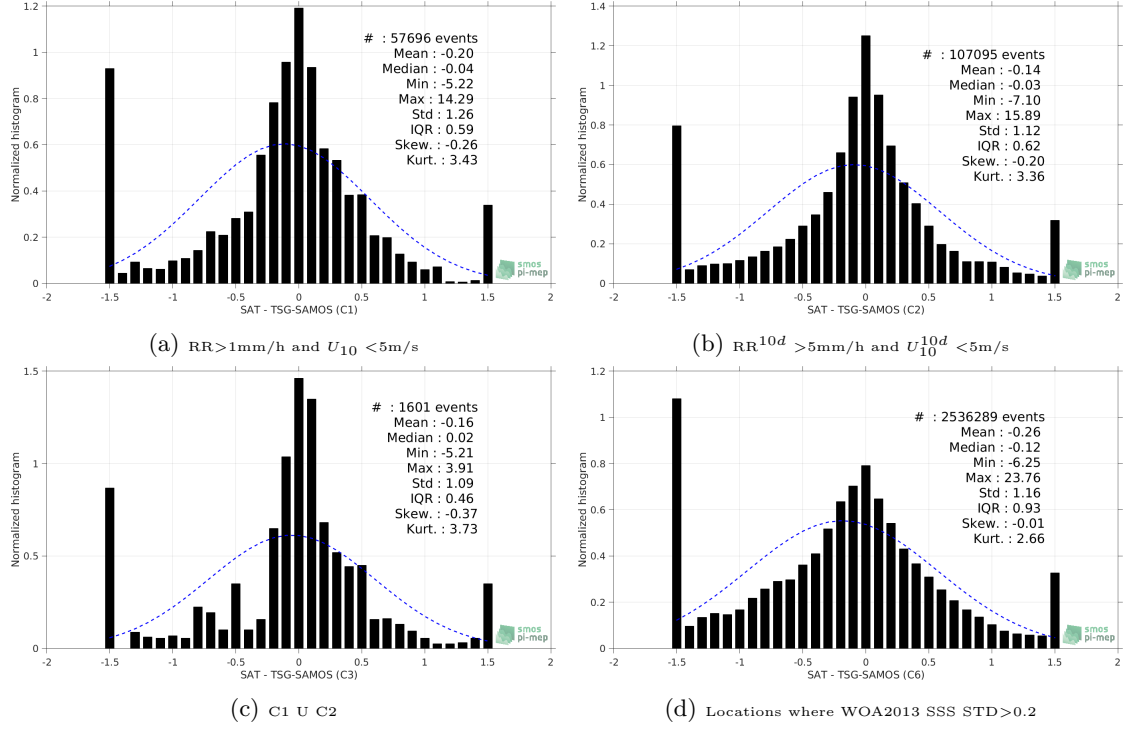 1.2
1
0.8
0.6
0.4
0.2
0
Normalized histogram
# : 57696 events
Mean : -0.20
Median : -0.04
Min : -5.22
Max : 14.29
Std : 1.26
IQR : 0.59
Skew. : -0.26
Kurt. : 3.43
smos
pi-mep
-2 -1.5 -1 -0.5 0 0.5 1 1.5 2
SAT - TSG-SAMOS (C1)
(a) RR>1mm/h and U10 <5m/s
1.4
1.2
1
0.8
0.6
0.4
0.2
0
Normalized histogram
# : 107095 events
Mean : -0.14
Median : -0.03
Min : -7.10
Max : 15.89
Std : 1.12
IQR : 0.62
Skew. : -0.20
Kurt. : 3.36
smos
pi-mep
-2 -1.5 -1 -0.5 0 0.5 1 1.5 2
SAT - TSG-SAMOS (C2)
(b) RR10d >5mm/h and U10d10 <5m/s
1.5
1
0.5
0
Normalized histogram
# : 1601 events
Mean : -0.16
Median : 0.02
Min : -5.21
Max : 3.91
Std : 1.09
IQR : 0.46
Skew. : -0.37
Kurt. : 3.73
smos
pi-mep
-2 -1.5 -1 -0.5 0 0.5 1 1.5 2
SAT - TSG-SAMOS (C3)
(c) C1 U C2
1.2
1
0.8
0.6
0.4
0.2
0
Normalized histogram
# : 2536289 events
Mean : -0.26
Median : -0.12
Min : -6.25
Max : 23.76
Std : 1.16
IQR : 0.93
Skew. : -0.01
Kurt. : 2.66
smos
pi-mep
-2 -1.5 -1 -0.5 0 0.5 1 1.5 2
SAT - TSG-SAMOS (C6)
(d) Locations where WOA2013 SSS STD>0.2